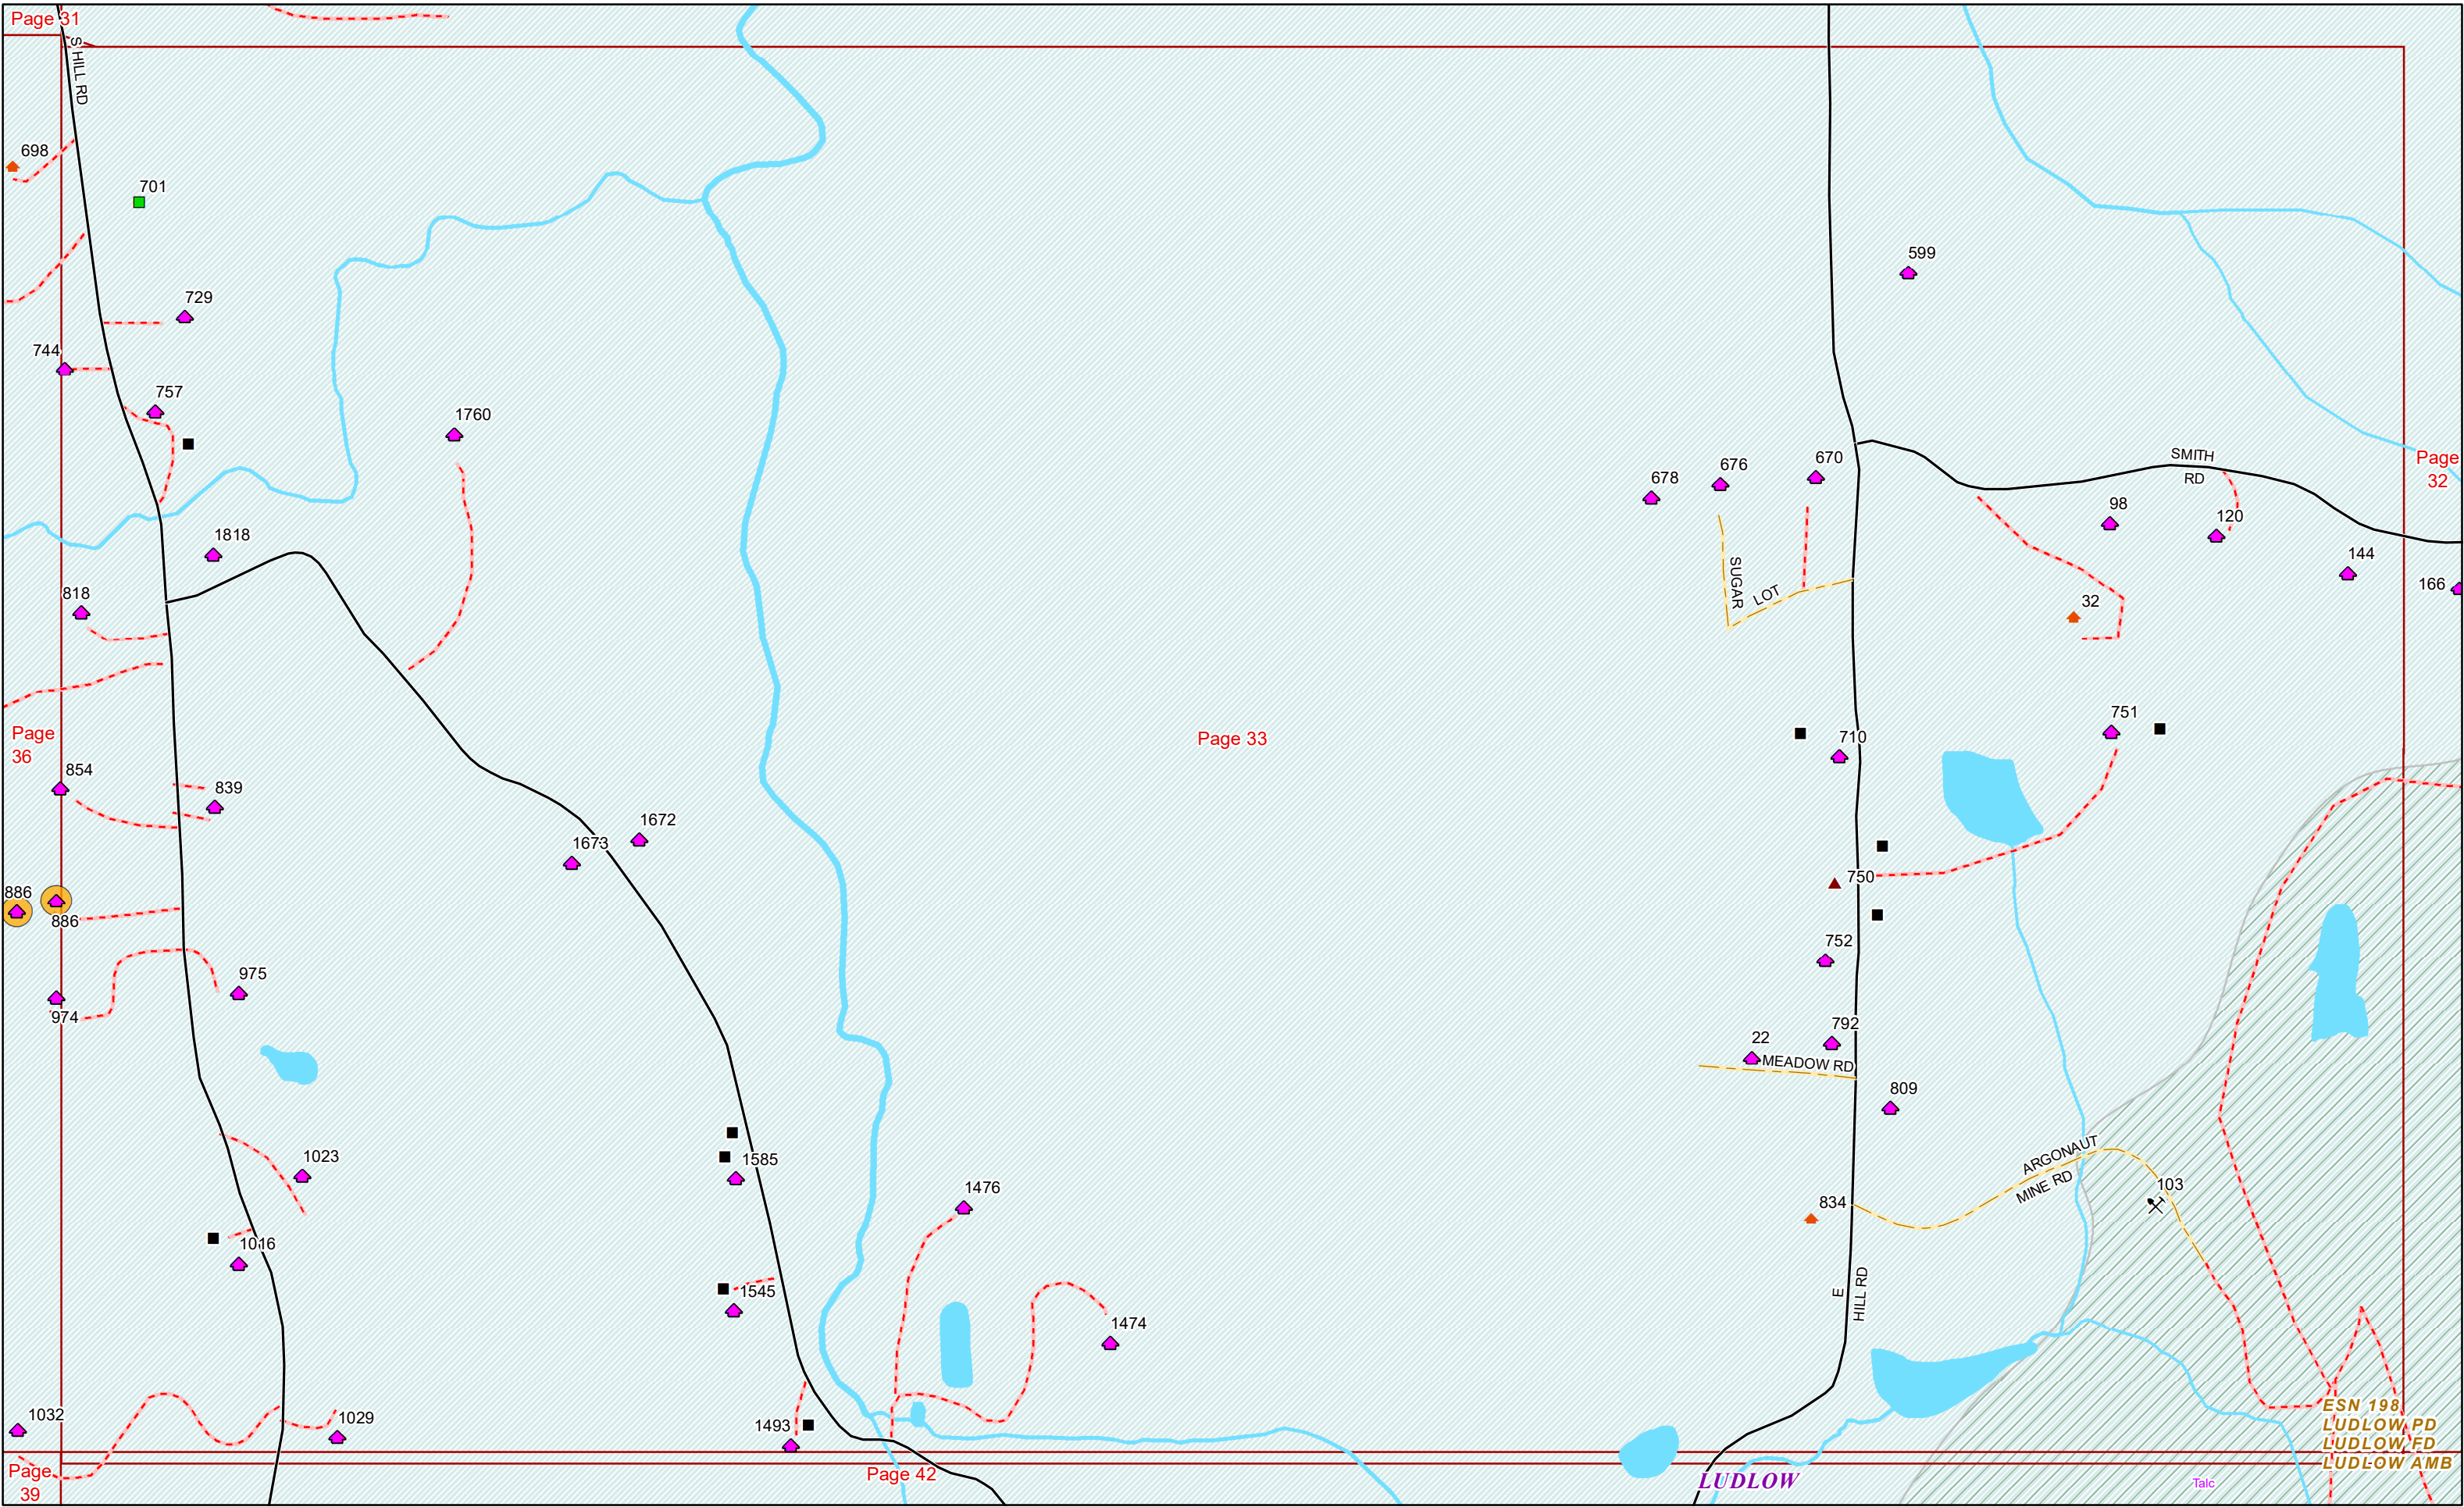 Page 31
S HILL RD
698
701
599
729
744
757
1760
SMITH
RD
Page
32
678
676
670
98
120
1818
144
166
818
SUGAR
LOT
32
Page
36
Page 33
751
710
854
839
1672
1673
750
886
886
752
975
974
792
22
MEADOW RD
809
1023
1585
ARGONAUT
MINE RD
103
1476
834
1016
E
HILL RD
1545
1474
1032
1029
1493
ESN 198
LUDLOW PD
LUDLOW FD
LUDLOW AMB
Page
39
Page 42
LUDLOW
Talc